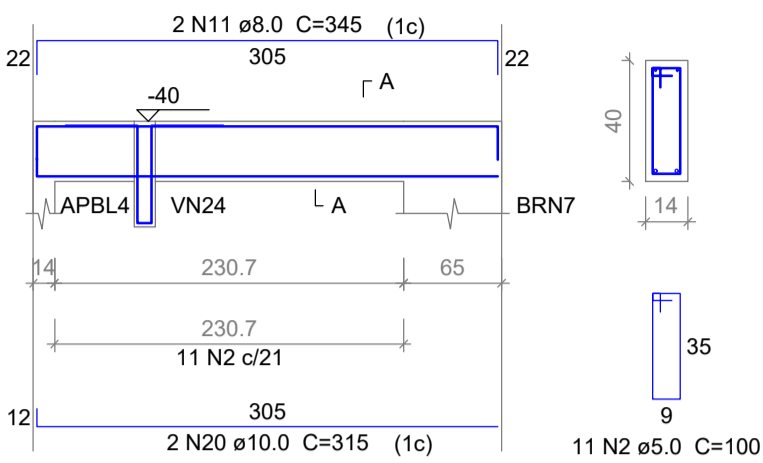 2 N11 ø8.0 C=345 (1c)
22 305 22
A
-40
40
APBL4 VN24 A BRN7
14
14 230.7 65
230.7
11 N2 c/21
35
9
12 305
2 N20 ø10.0 C=315 (1c)
11 N2 ø5.0 C=100